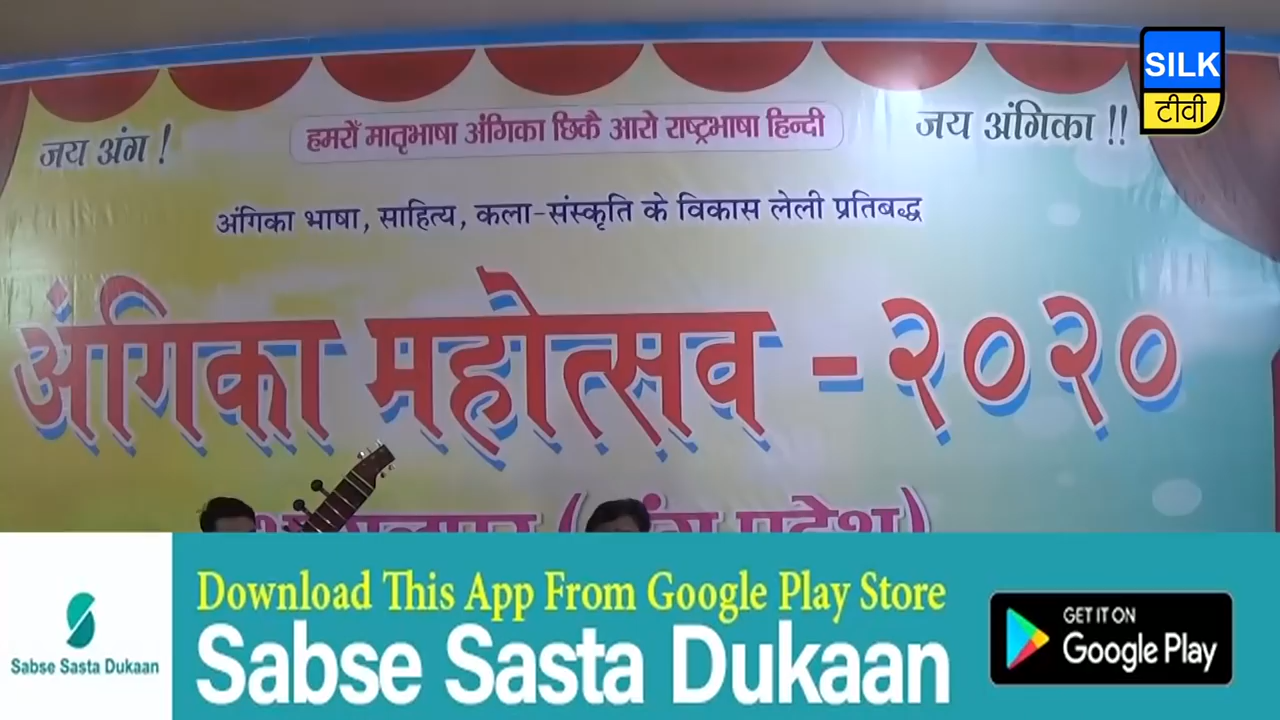 SILK
टीवी
जय अंग !
हमरों मातृभाषा अंगिका छिकै आरो राष्ट्रभाषा हिन्दी
जय अंगिका !!
अंगिका भाषा, साहित्य, कला-संस्कृति के विकास लेली प्रतिबद्ध
अंगिका महोत्सव - २०२०
Download This App From Google Play Store
Sabse Sasta Dukaan
Sabse Sasta Dukaan
GET IT ON
Google Play